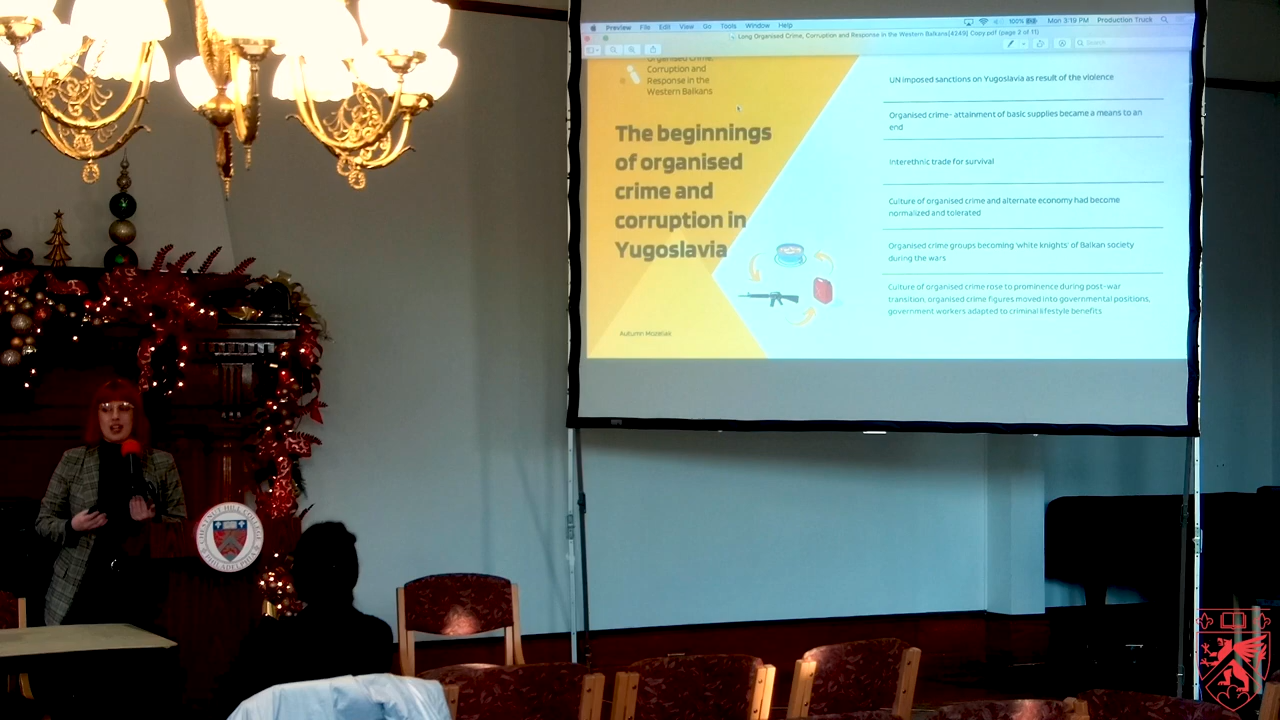 Preview File Edit View Go Tools Window Help
100% Mon 3:19 PM Production Truck
Long Organised Crime, Corruption and Response in the Western Balkans[4249] Copy.pdf (page 2 of 11)
Search
Organised Crime,
Corruption and
Response in the
Western Balkans
The beginnings
of organised
crime and
corruption in
Yugoslavia
UN imposed sanctions on Yugoslavia as result of the violence
Organised crime- attainment of basic supplies became a means to an
end
Interethnic trade for survival
Culture of organised crime and alternate economy had become
normalized and tolerated
Organised crime groups becoming 'white knights' of Balkan society
during the wars
Culture of organised crime rose to prominence during post-war
transition, organised crime figures moved into governmental positions,
government workers adapted to criminal lifestyle benefits
Autumn
CHESTNUT HILL COLLEGE
PHILADELPHIA